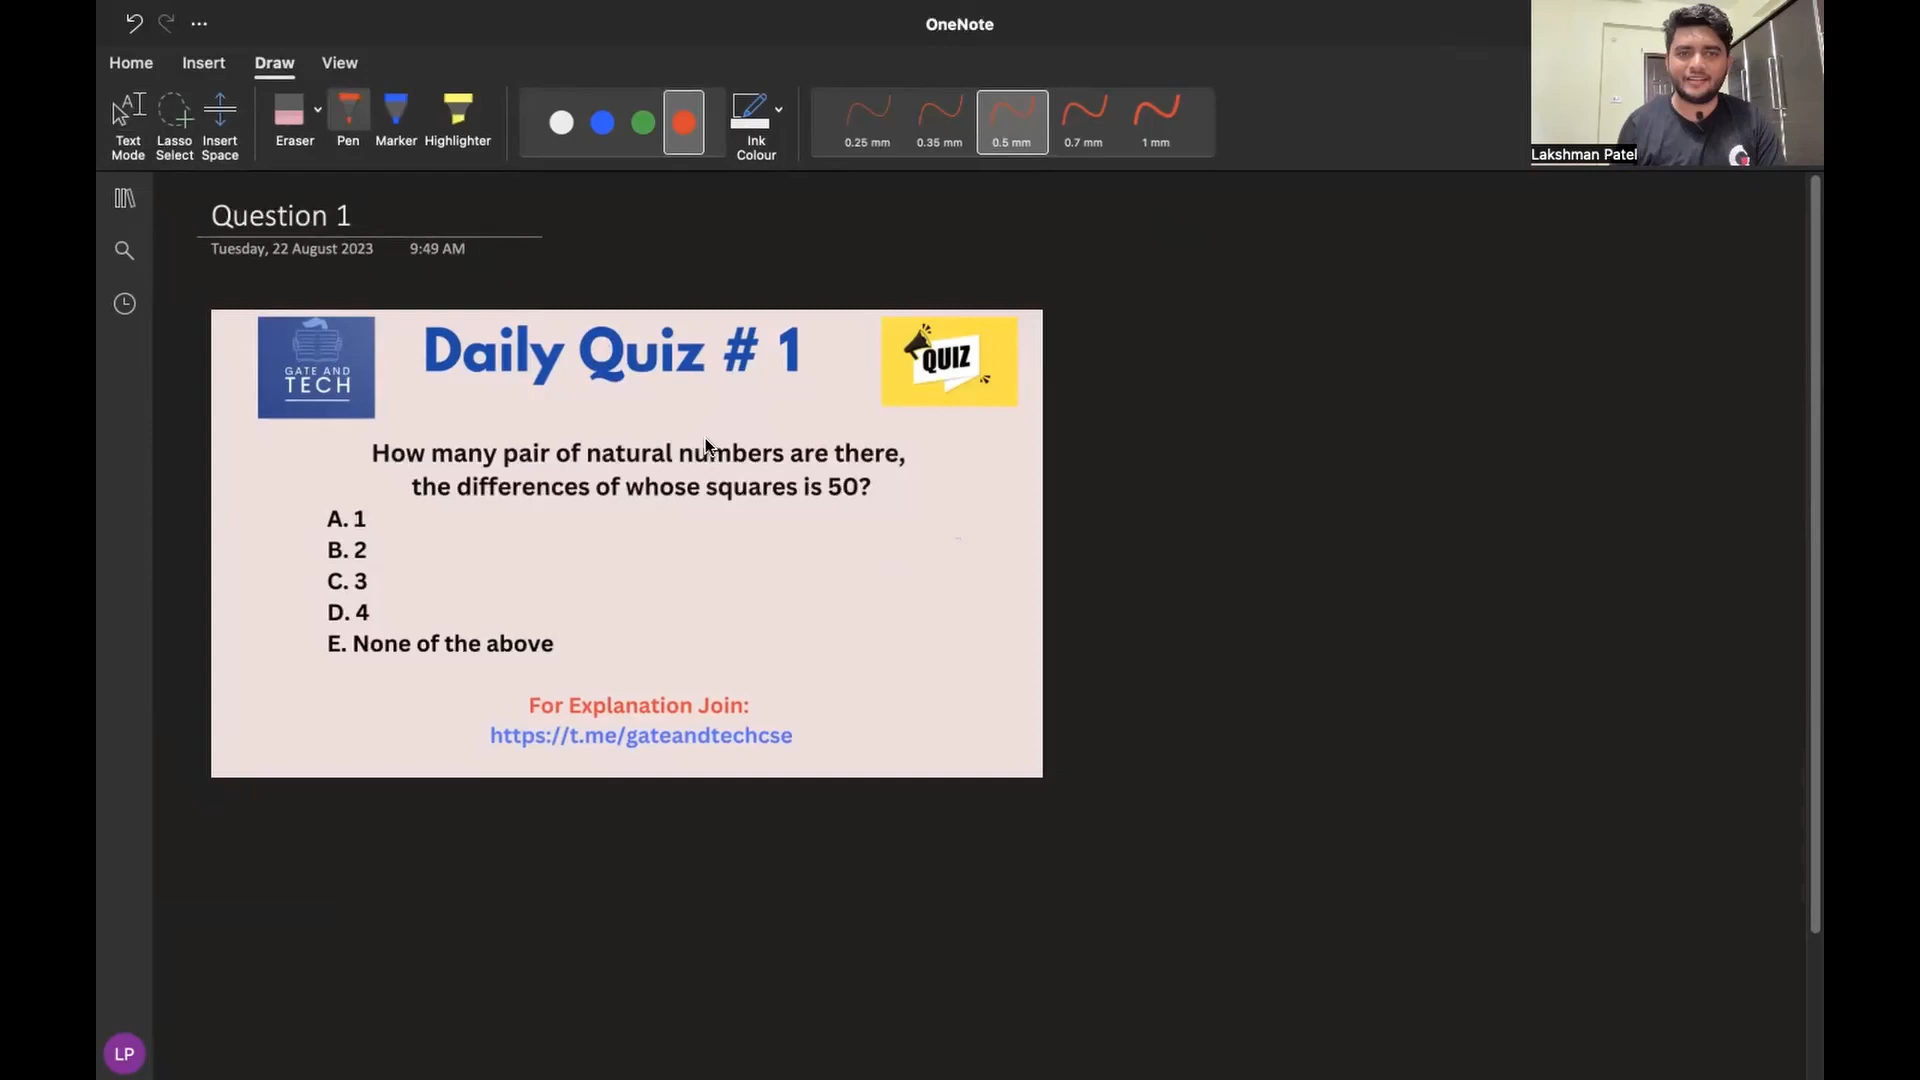 OneNote
Home Insert Draw View
Text Mode
Lasso Select
Insert Space
Eraser
Pen
Marker
Highlighter
Ink Colour
0.25 mm
0.35 mm
0.5 mm
0.7 mm
1 mm
Lakshman Patel
Question 1
Tuesday, 22 August 2023 9:49 AM
GATE AND
TECH
Daily Quiz # 1
QUIZ
How many pair of natural numbers are there,
the differences of whose squares is 50?
A. 1
B. 2
C. 3
D. 4
E. None of the above
For Explanation Join:
https://t.me/gateandtechcse
LP